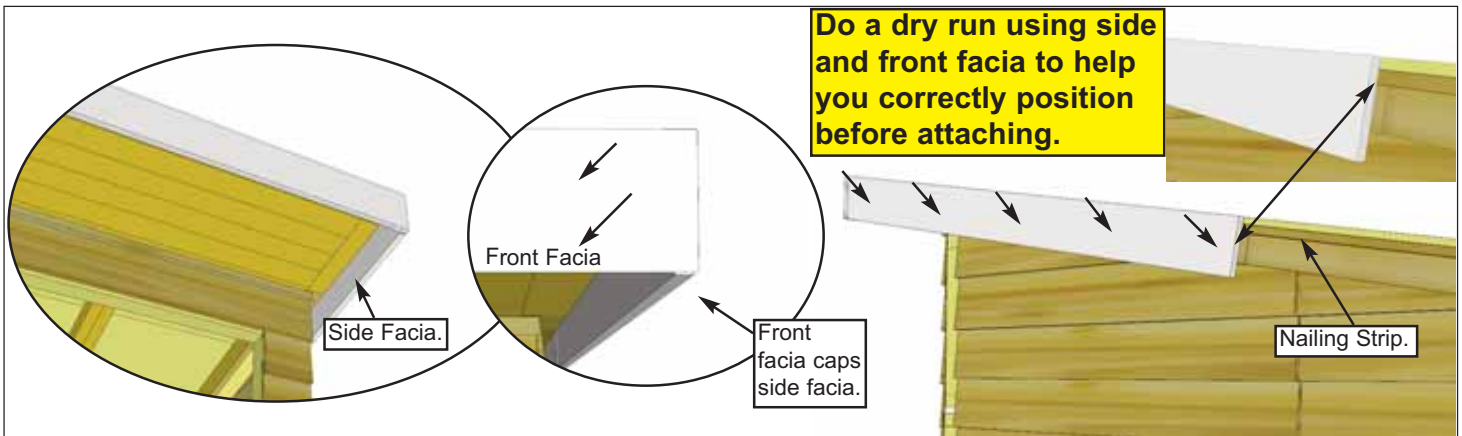 Do a dry run using side
and front facia to help
you correctly position
before attaching.
Side Facia.
Front Facia
Front
facia caps
side facia.
Nailing Strip.